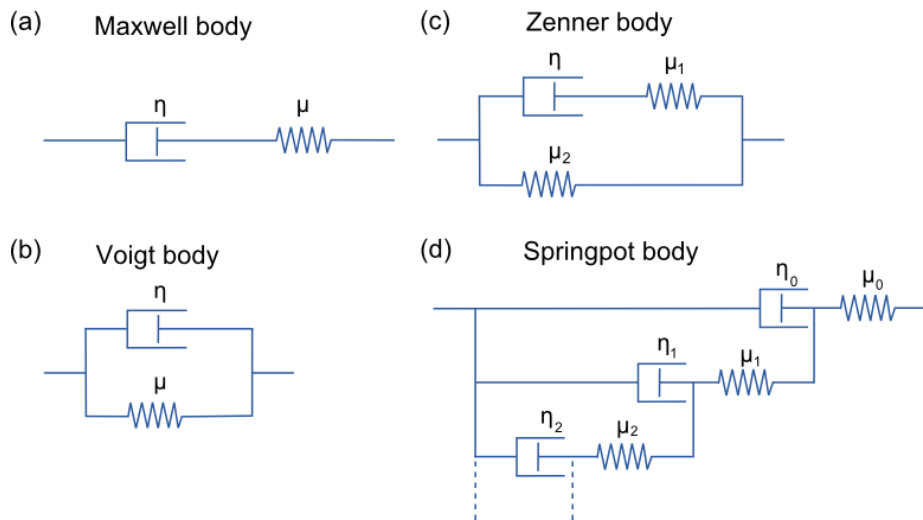 (a) Maxwell body
η μ
(b) Voigt body
η
μ
(c) Zenner body
η μ₁
μ₂
(d) Springpot body
η₀ μ₀
η₁ μ₁
η₂ μ₂